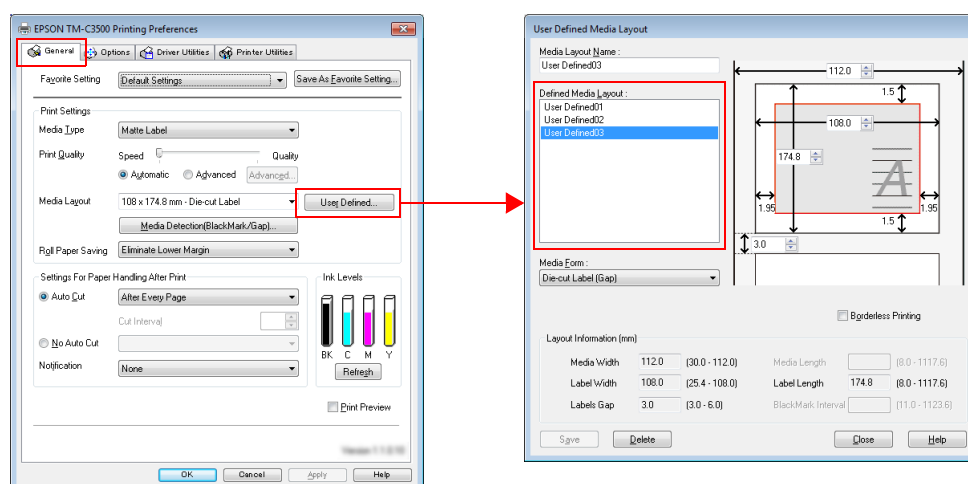 EPSON TM-C3500 Printing Preferences
General Options Driver Utilities Printer Utilities
Favorite Setting Default Settings Save As Favorite Setting...
Print Settings
Media Type Matte Label
Print Quality Speed Quality
Automatic Advanced Advanced...
Media Layout 108 x 174.8 mm - Die-cut Label User Defined...
Media Detection(BlackMark/Gap)...
Roll Paper Saving Eliminate Lower Margin
Settings For Paper Handling After Print
Auto Cut After Every Page
Cut Interval
No Auto Cut
Notification None
Ink Levels
BK C M Y
Refresh
Print Preview
OK Cancel Apply Help
User Defined Media Layout
Media Layout Name :
User Defined03
Defined Media Layout :
User Defined01
User Defined02
User Defined03
112.0
1.5
108.0
174.8
A
1.95 1.95
1.5
3.0
Media Form :
Die-cut Label (Gap)
Borderless Printing
Layout Information (mm)
Media Width 112.0 (30.0 - 112.0) Media Length (8.0 - 1117.6)
Label Width 108.0 (25.4 - 108.0) Label Length 174.8 (8.0 - 1117.6)
Labels Gap 3.0 (3.0 - 6.0) BlackMark Interval (11.0 - 1123.6)
Save Delete Close Help